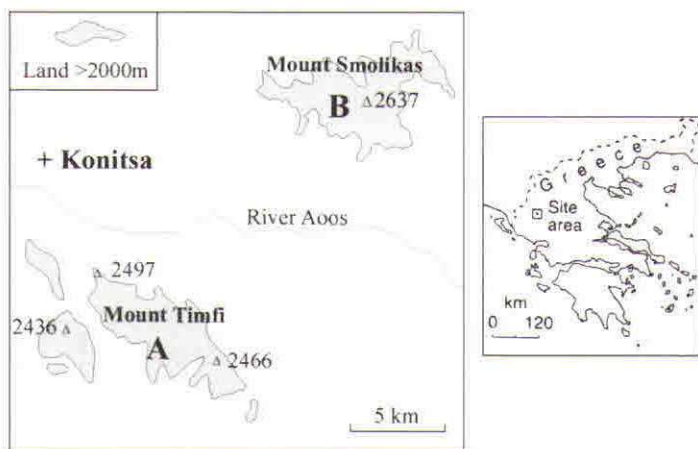 Land >2000m
Mount Smolikas
B
Δ2637
+ Konitsa
River Aoos
Δ 2497
Mount Timfi
2436 Δ
A
Δ 2466
5 km
Greece
Site
area
km
0 120